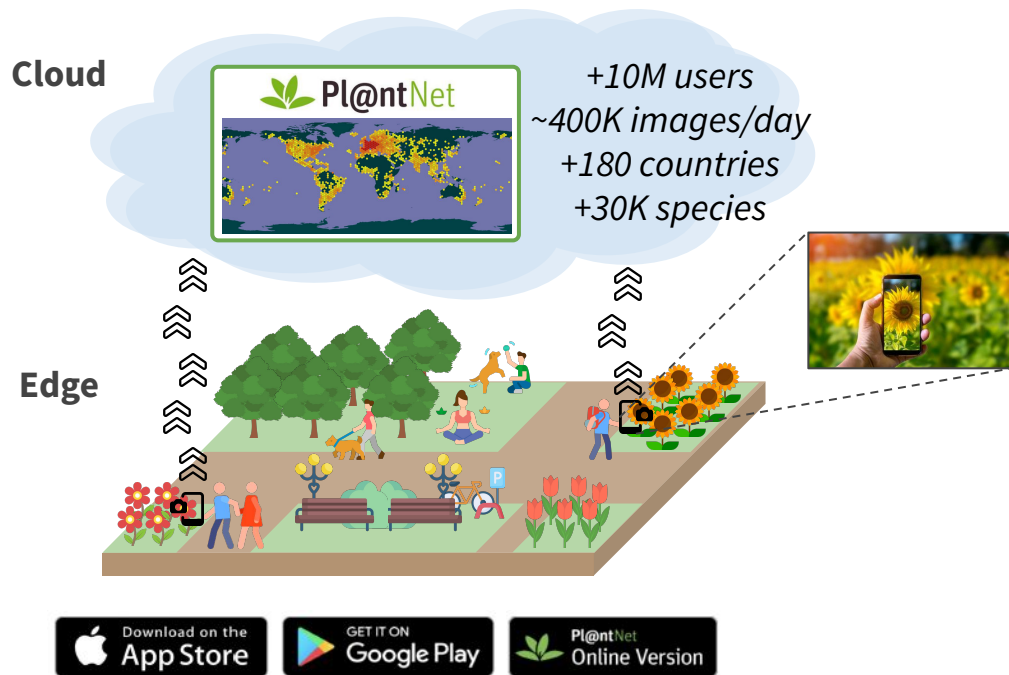 Cloud
Pl@ntNet
+10M users
~400K images/day
+180 countries
+30K species
Edge
P
Download on the
App Store
GET IT ON
Google Play
Pl@ntNet
Online Version